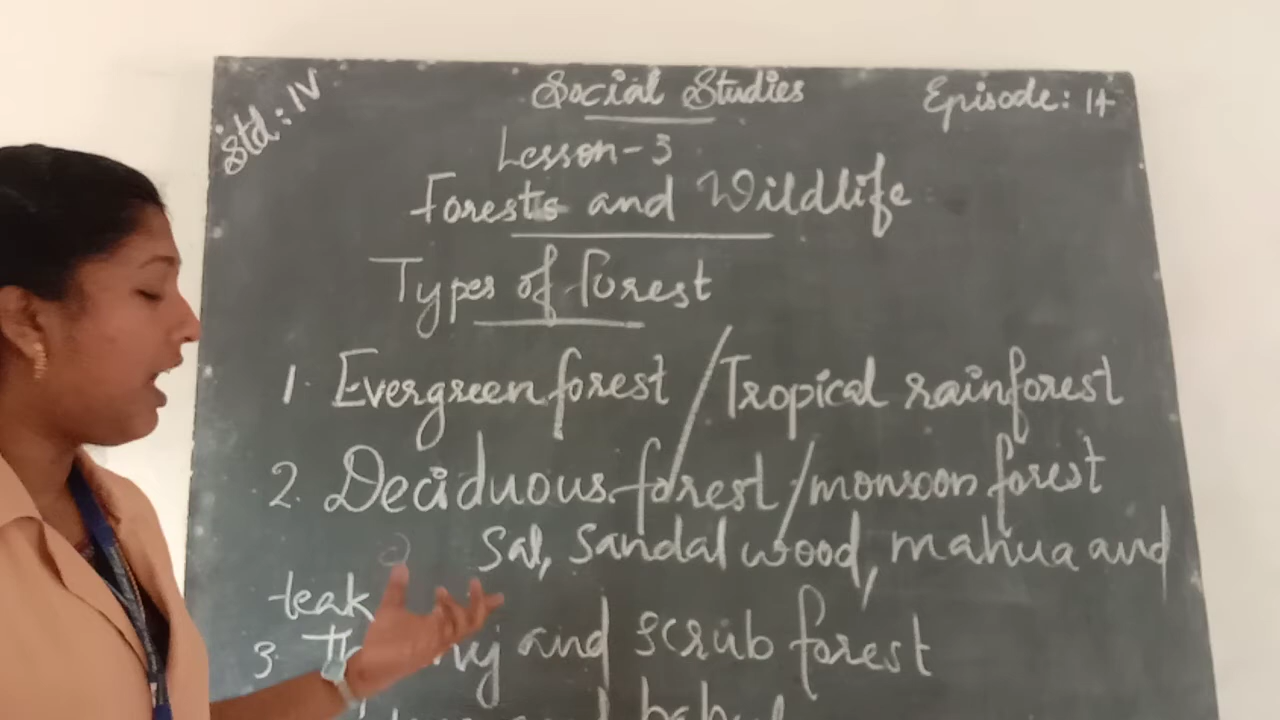 Std: IV
Social Studies
Episode: 14
Lesson-3
Forests and Wildlife
Types of Forest
1. Evergreen forest / Tropical rainforest
2. Deciduous forest / monsoon forest
Sal, Sandal wood, mahua and
teak
3. and scrub forest
and